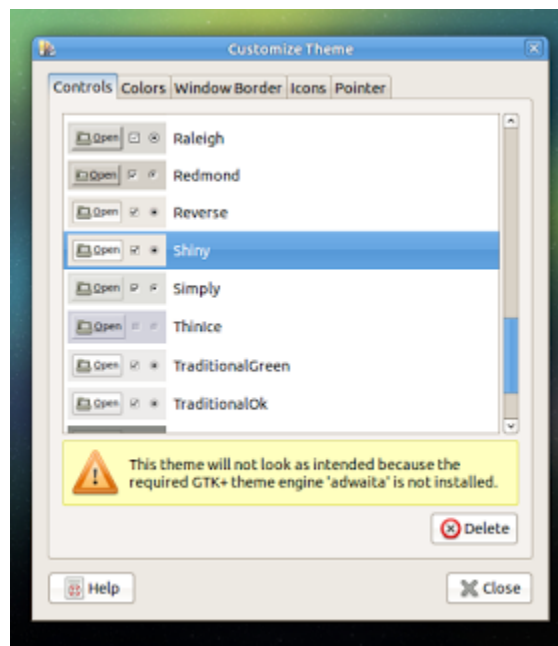 Customize Theme
Controls Colors Window Border Icons Pointer
Open Raleigh
Open Redmond
Open Reverse
Open Shiny
Open Simply
Open ThinIce
Open TraditionalGreen
Open TraditionalOk
This theme will not look as intended because the
required GTK+ theme engine 'adwaita' is not installed.
Delete
Help
Close